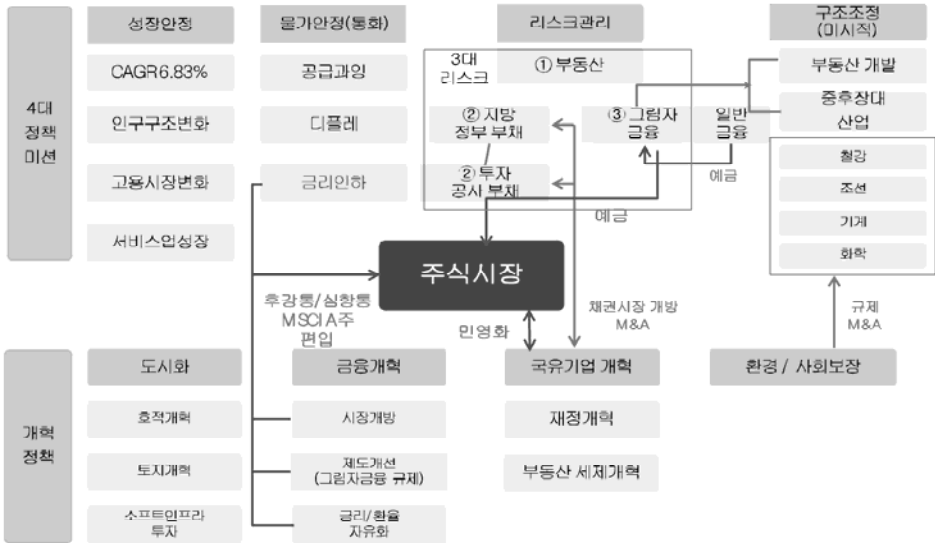 4대
정책
미션
성장안정
CAGR 6.83%
인구구조변화
고용시장변화
서비스업성장
물가안정(통화)
공급과잉
디플레
금리인하
리스크관리
3대
리스크
① 부동산
② 지방
정부 부채
② 투자
공사 부채
③ 그림자
금융
일반
금융
예금
예금
구조조정
(미시적)
부동산 개발
중후장대
산업
철강
조선
기계
화학
주식시장
후강퉁/심창퉁
MSCI A주
편입
민영화
채권시장 개방
M&A
규제
M&A
개혁
정책
도시화
호적개혁
토지개혁
소프트인프라
투자
금융개혁
시장개방
제도개선
(그림자금융 규제)
금리/환율
자유화
국유기업 개혁
재정개혁
부동산 세제개혁
환경 / 사회보장